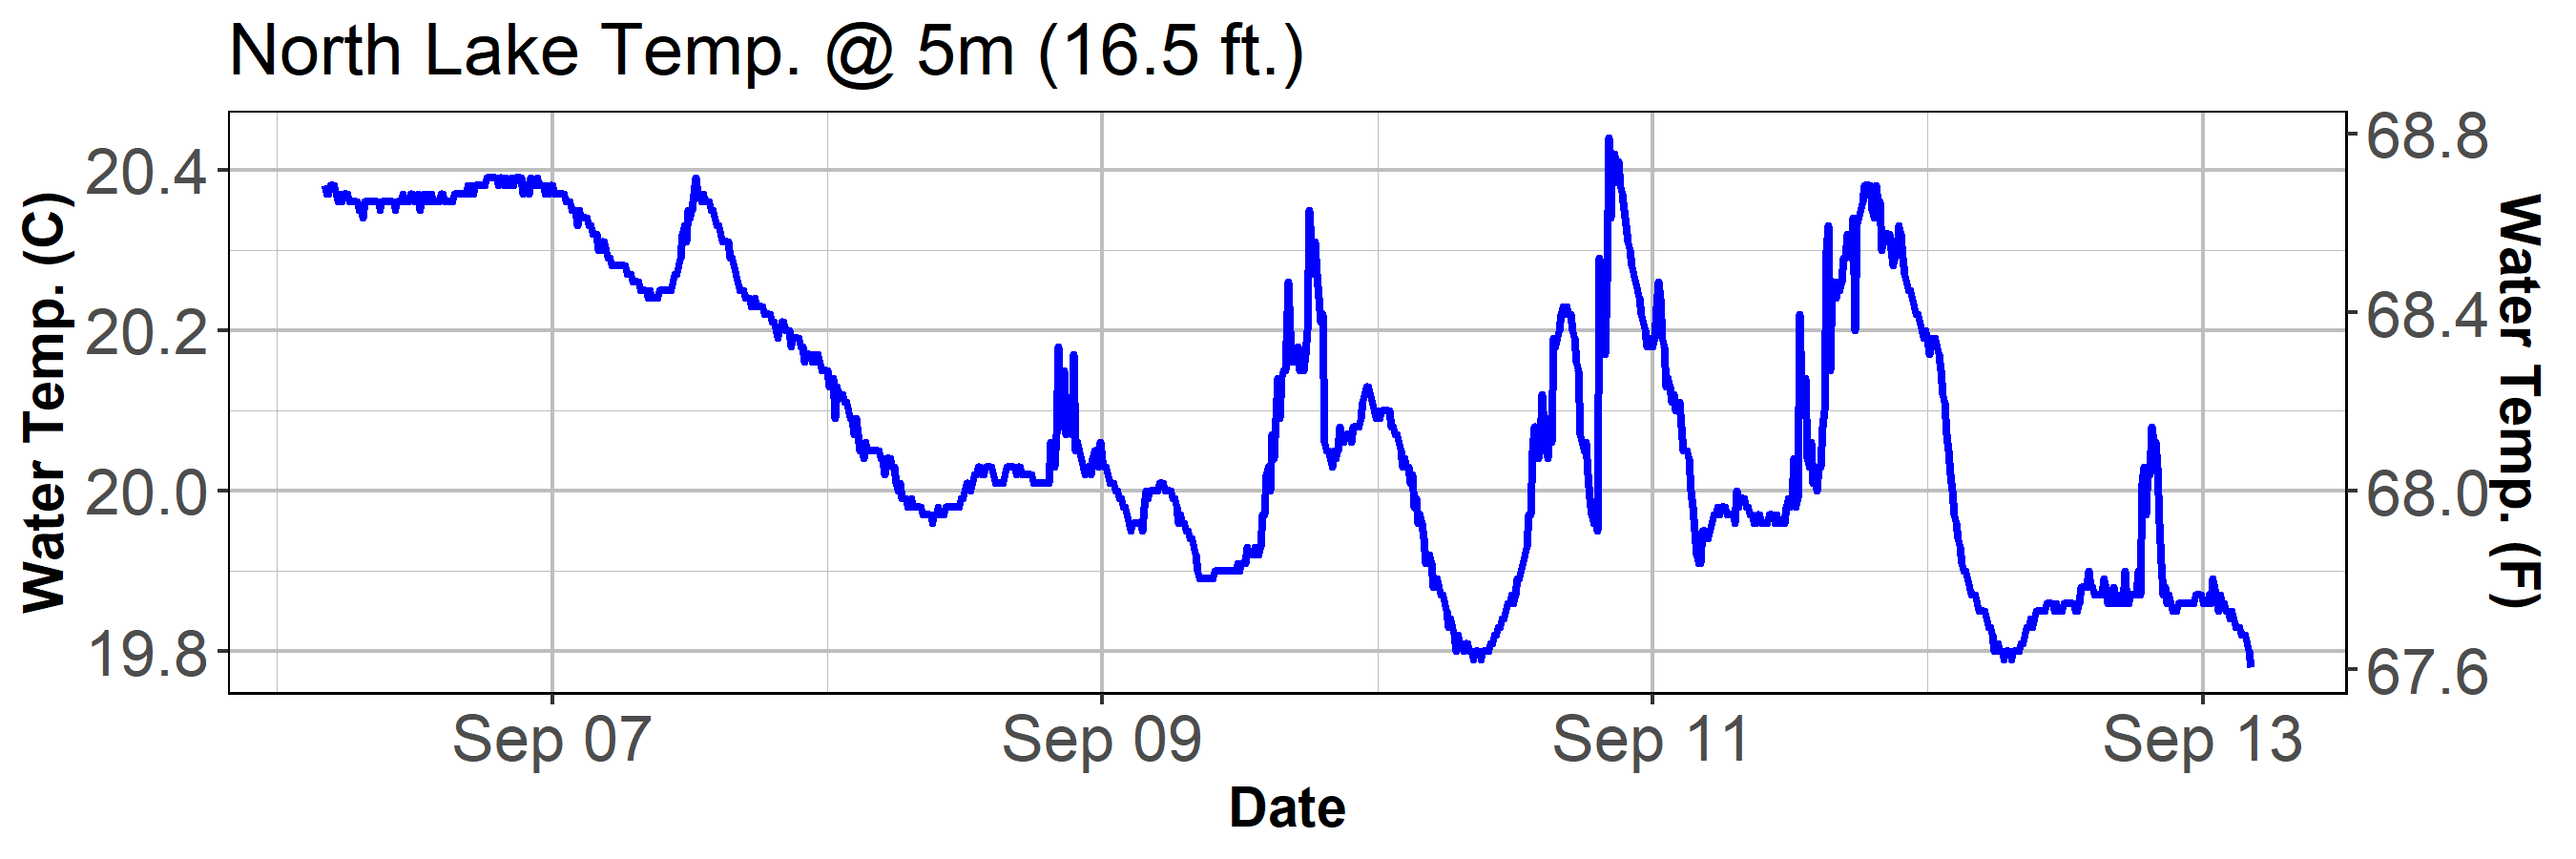 North Lake Temp. @ 5m (16.5 ft.)
Water Temp. (C)
20.4
20.2
20.0
19.8
68.8
68.4
68.0
67.6
Water Temp. (F)
Sep 07 Sep 09 Sep 11 Sep 13
Date